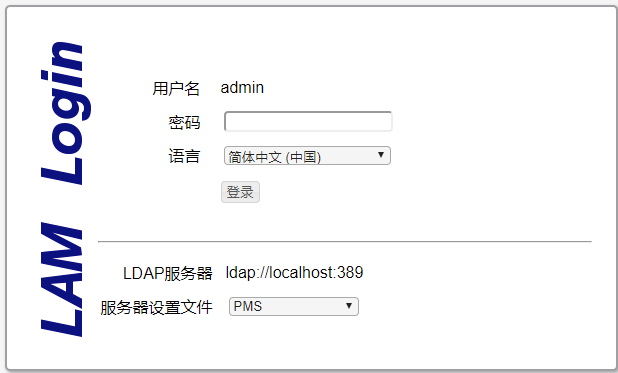 LAM Login
用户名 admin
密码
语言 简体中文 (中国)
登录
LDAP服务器 ldap://localhost:389
服务器设置文件 PMS